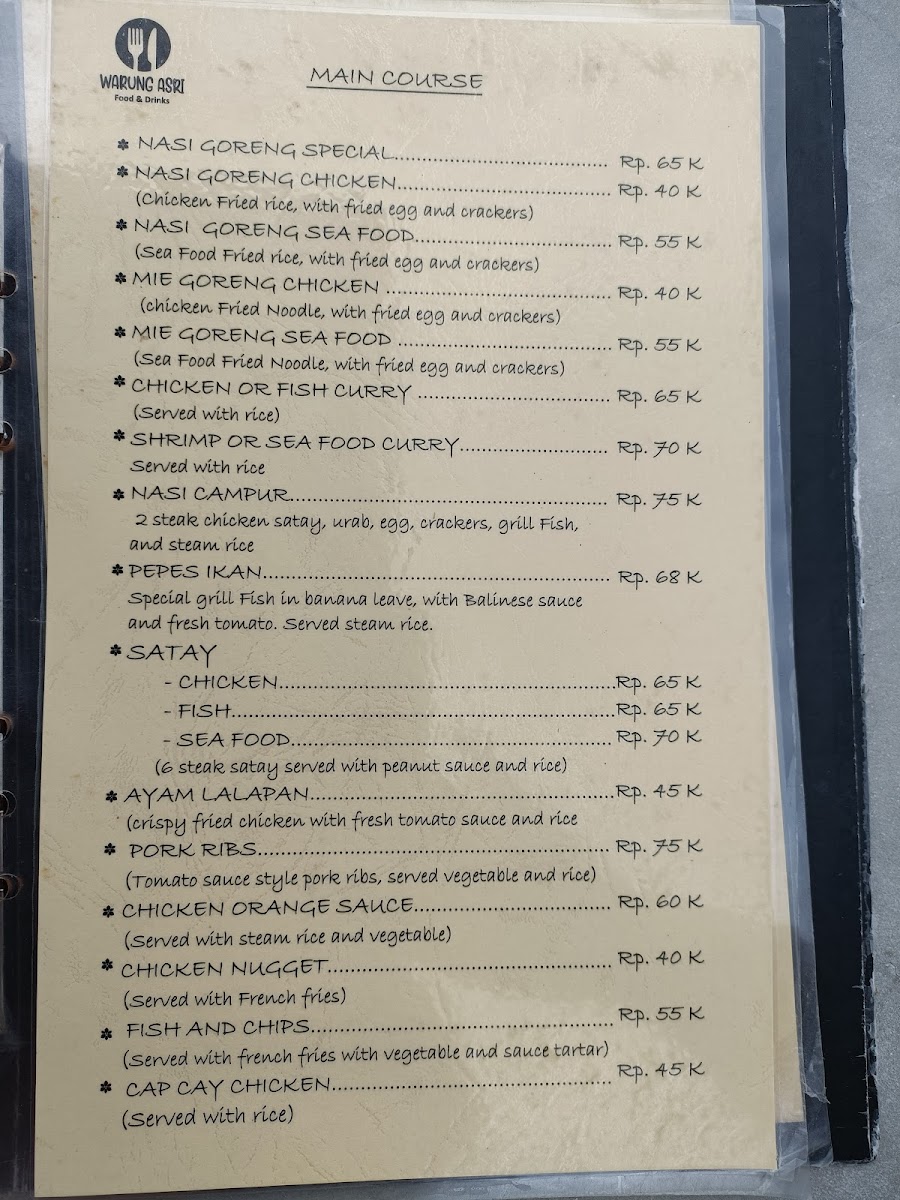 WARUNG ASRI
Food & Drinks
MAIN COURSE
NASI GORENG SPECIAL.......... Rp. 65 K
NASI GORENG CHICKEN.......... Rp. 40 K
(Chicken Fried rice, with fried egg and crackers)
NASI GORENG SEA FOOD.......... Rp. 55 K
(Sea Food Fried rice, with fried egg and crackers)
MIE GORENG CHICKEN .......... Rp. 40 K
(chicken Fried Noodle, with fried egg and crackers)
MIE GORENG SEA FOOD .......... Rp. 55 K
(Sea Food Fried Noodle, with fried egg and crackers)
CHICKEN OR FISH CURRY .......... Rp. 65 K
(Served with rice)
SHRIMP OR SEA FOOD CURRY.......... Rp. 70 K
Served with rice
NASI CAMPUR.......... Rp. 75 K
2 steak chicken satay, urab, egg, crackers, grill Fish,
and steam rice
PEPES IKAN.......... Rp. 68 K
Special grill Fish in banana leave, with Balinese sauce
and fresh tomato. Served steam rice.
SATAY
- CHICKEN..........Rp. 65 K
- FISH..........Rp. 65 K
- SEA FOOD..........Rp. 70 K
(6 steak satay served with peanut sauce and rice)
AYAM LALAPAN..........Rp. 45 K
(crispy fried chicken with fresh tomato sauce and rice
PORK RIBS.......... Rp. 75 K
(Tomato sauce style pork ribs, served vegetable and rice)
CHICKEN ORANGE SAUCE.......... Rp. 60 K
(Served with steam rice and vegetable)
CHICKEN NUGGET.......... Rp. 40 K
(Served with French fries)
FISH AND CHIPS.......... Rp. 55 K
(Served with french fries with vegetable and sauce tartar)
CAP CAY CHICKEN.......... Rp. 45 K
(Served with rice)